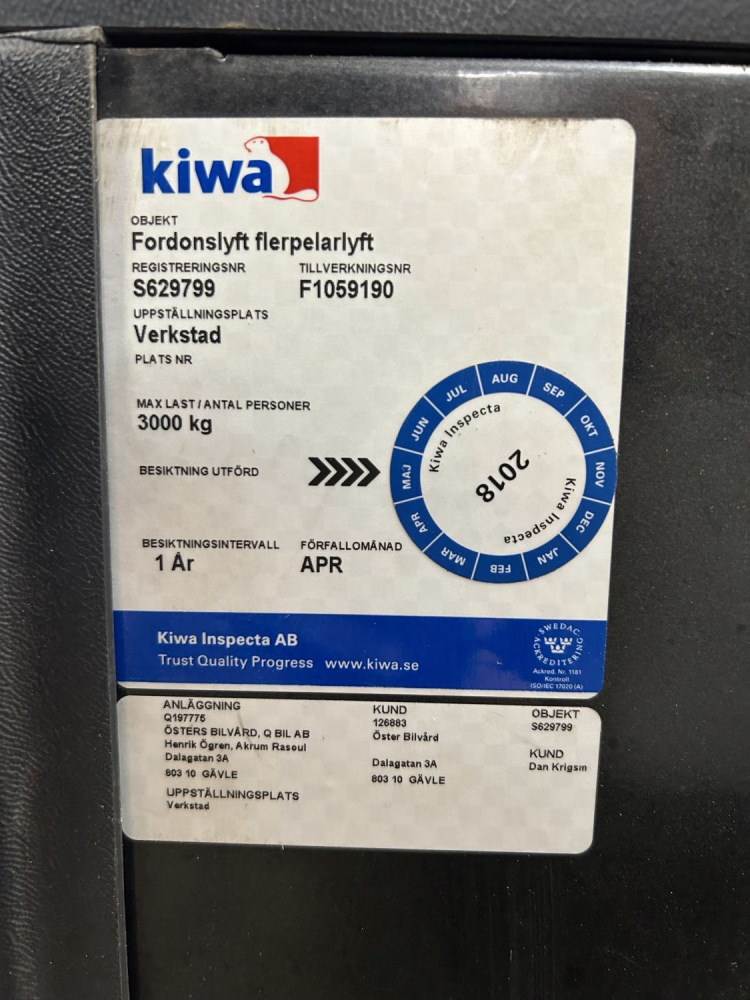 kiwa
OBJEKT
Fordonslyft flerpelarlyft
REGISTRERINGSNR TILLVERKNINGSNR
S629799 F1059190
UPPSTÄLLNINGSPLATS
Verkstad
PLATS NR
MAX LAST / ANTAL PERSONER
3000 kg
BESIKTNING UTFÖRD
JAN FEB MAR APR MAJ JUN JUL AUG SEP OKT NOV DEC
Kiwa Inspecta
2018
Kiwa Inspecta
BESIKTNINGSINTERVALL FÖRFALLOMÅNAD
1 År APR
Kiwa Inspecta AB
Trust Quality Progress www.kiwa.se
SWEDAC
ACKREDITERING
Ackred. Nr. 1181
Kontroll
ISO/IEC 17020 (A)
ANLÄGGNING KUND OBJEKT
Q197775 126883 S629799
ÖSTERS BILVÅRD, Q BIL AB Öster Bilvård
Henrik Ögren, Akrum Rasoul KUND
Dalagatan 3A Dalagatan 3A Dan Krigsm
803 10 GÄVLE 803 10 GÄVLE
UPPSTÄLLNINGSPLATS
Verkstad